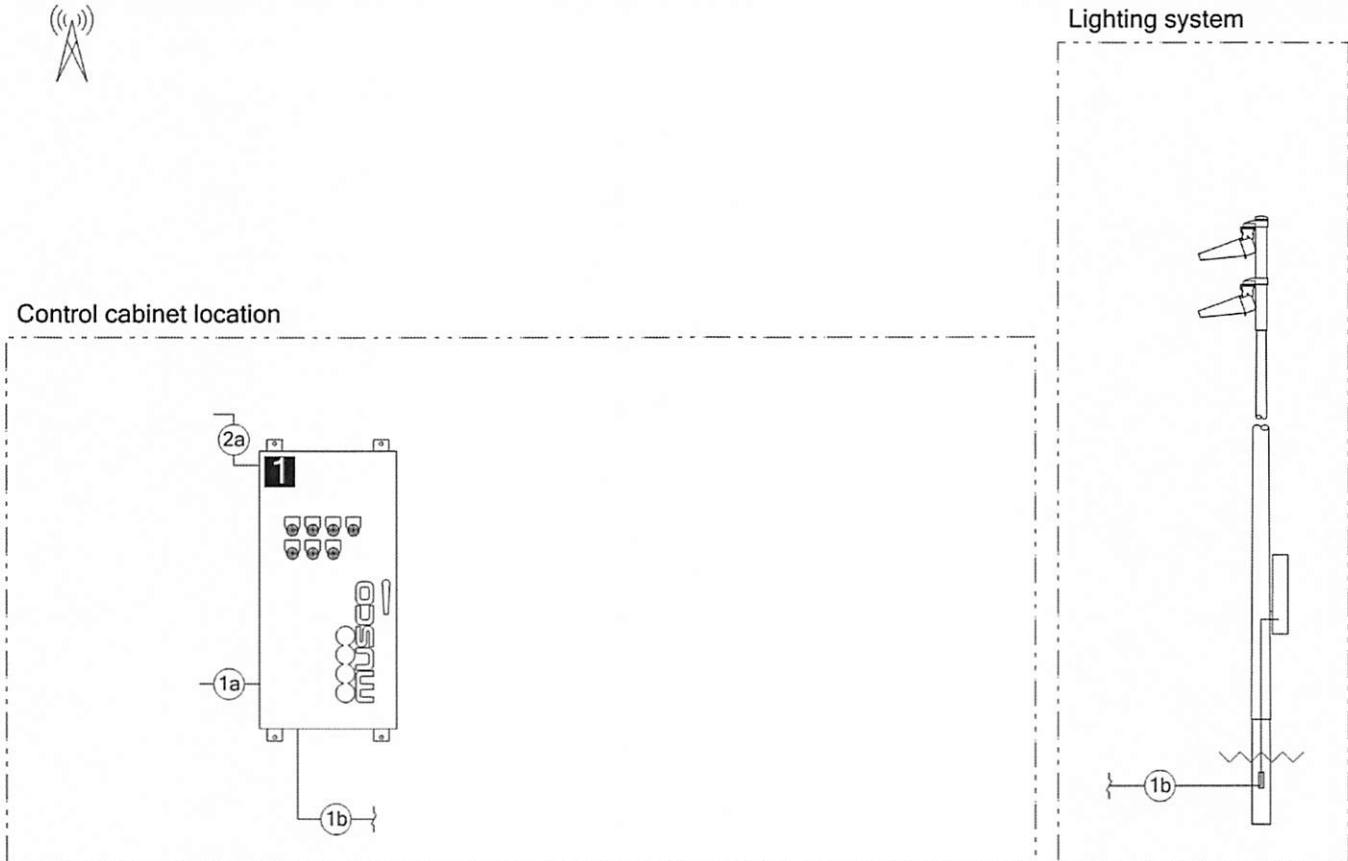 Lighting system
Control cabinet location
2a
1
musco
1a
1b
1b